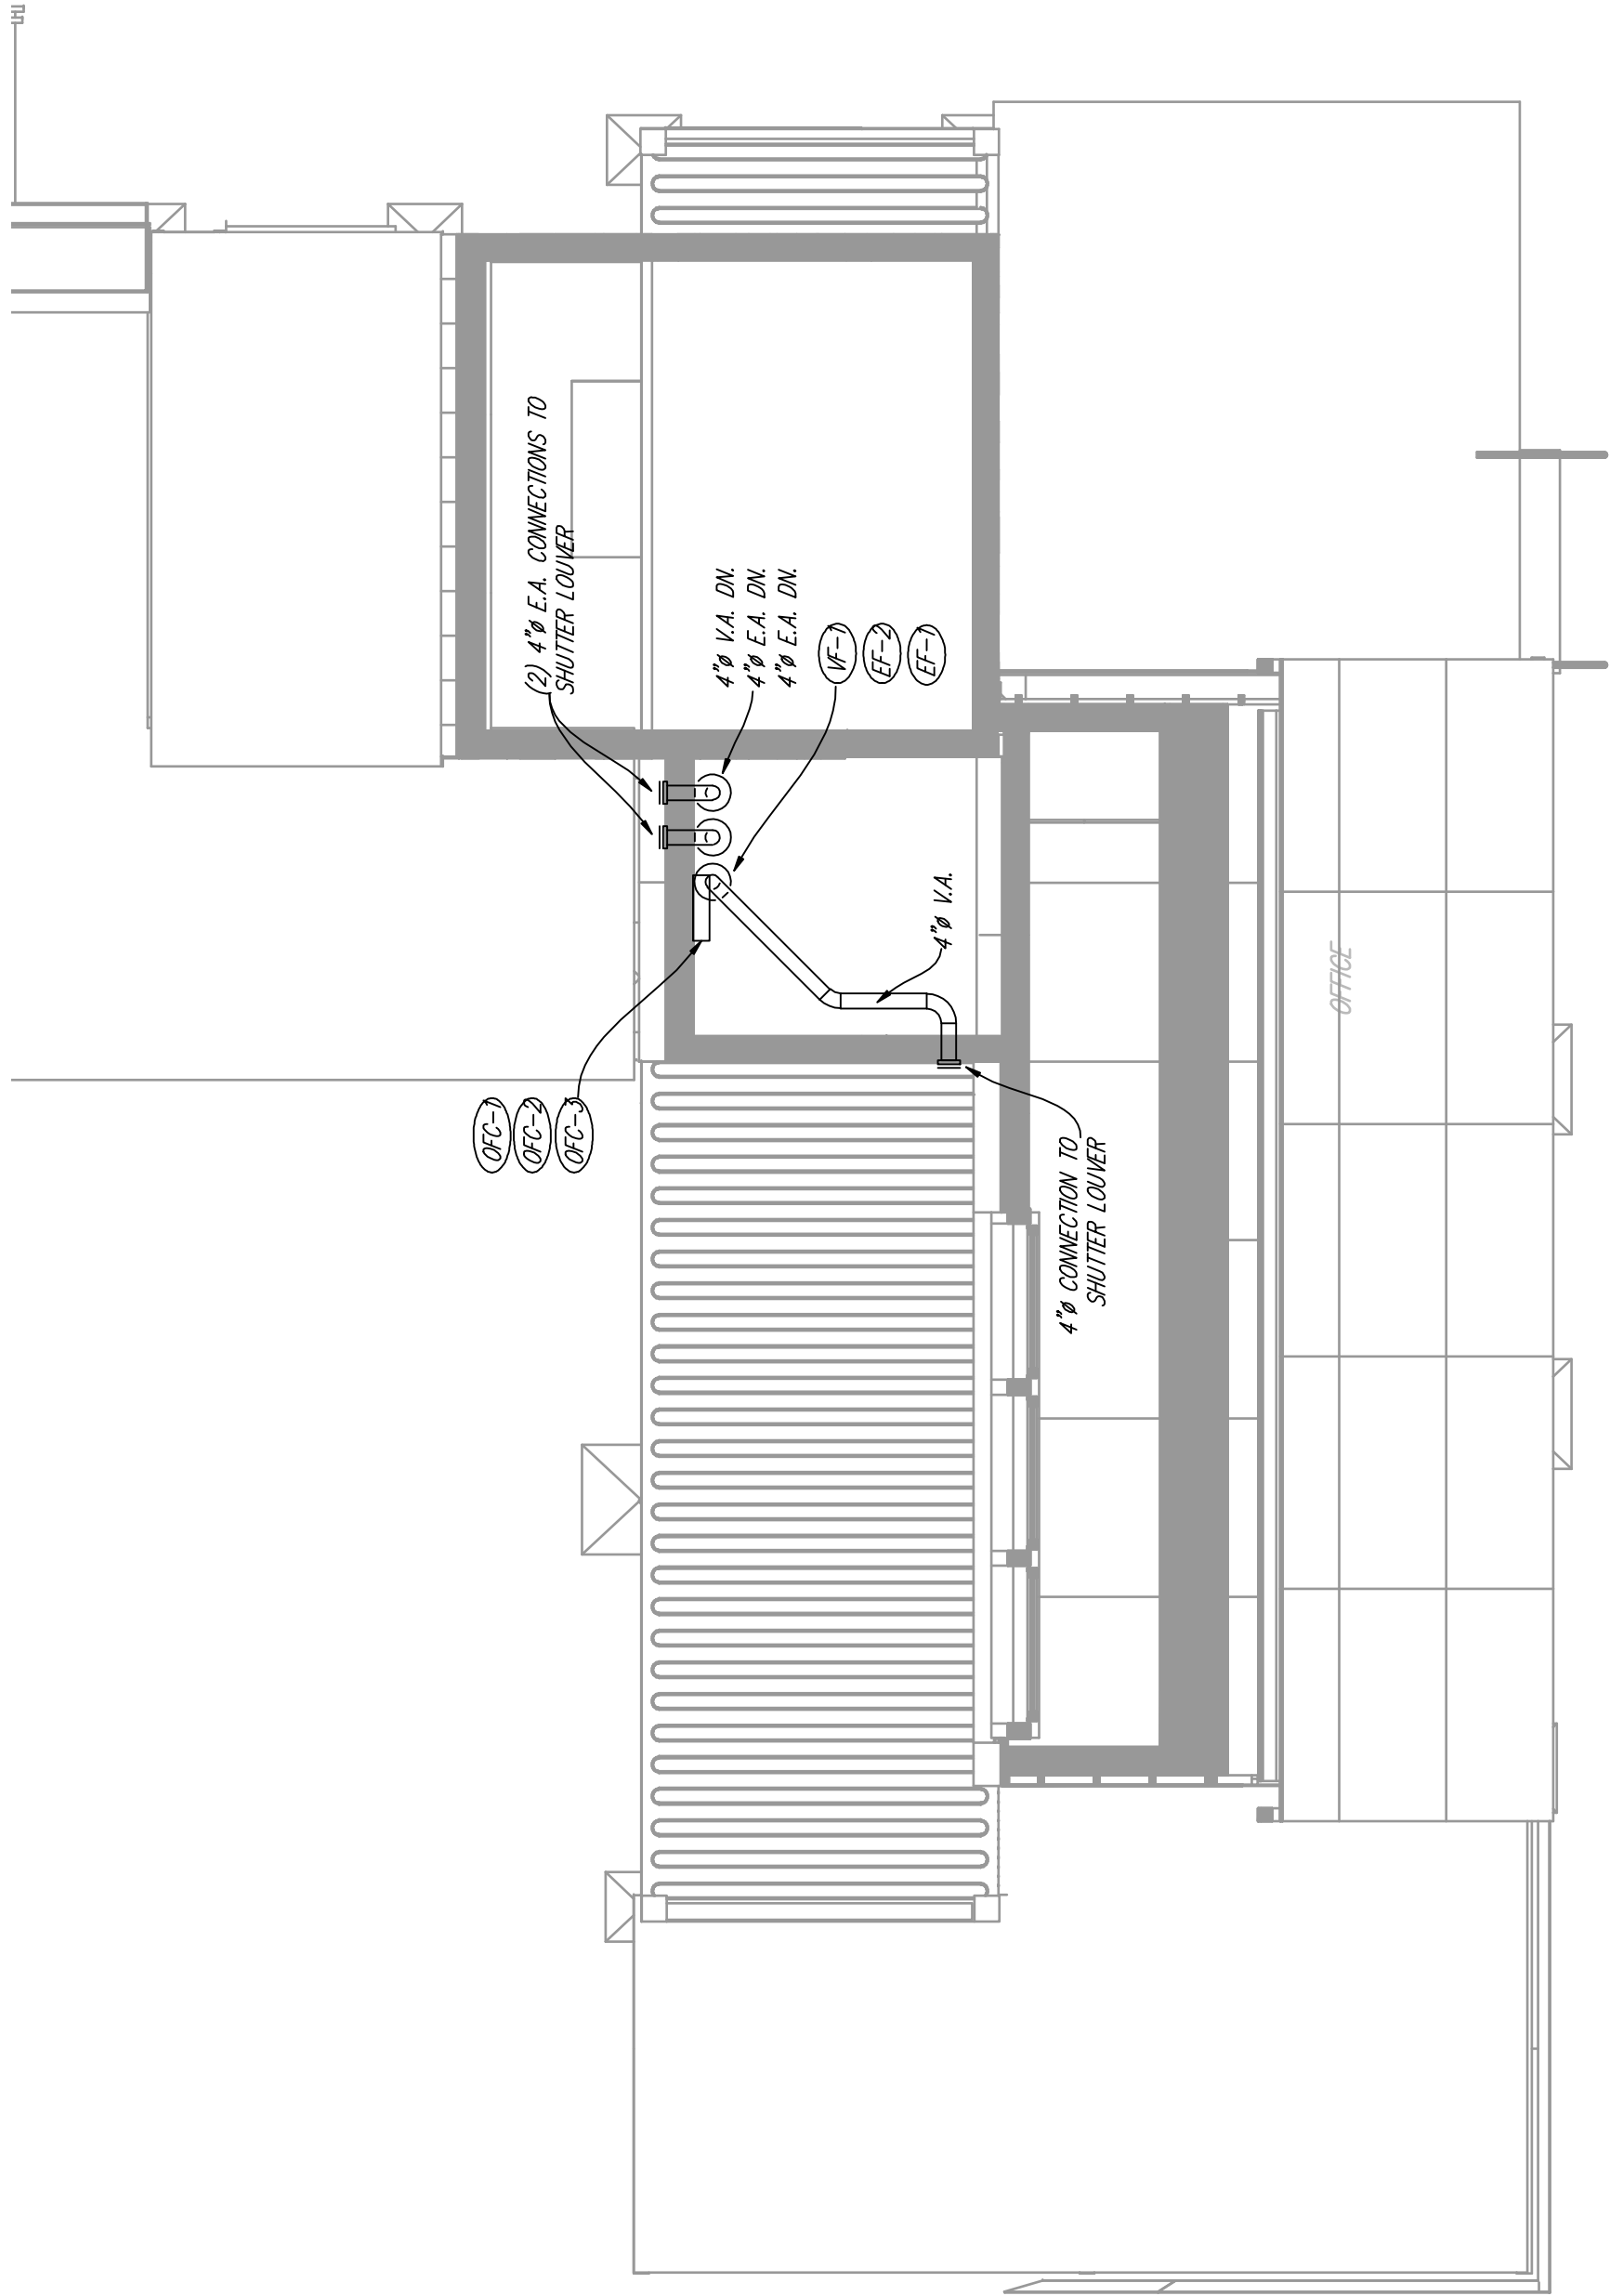 (2) 4"ø E.A. CONNECTIONS TO
SHUTTER LOUVER
4"ø V.A. DN.
4"ø E.A. DN.
4"ø E.A. DN.
VF-1
EF-2
EF-1
4"ø V.A.
OFFICE
OFC-1
OFC-2
OFC-3
4"ø CONNECTION TO
SHUTTER LOUVER